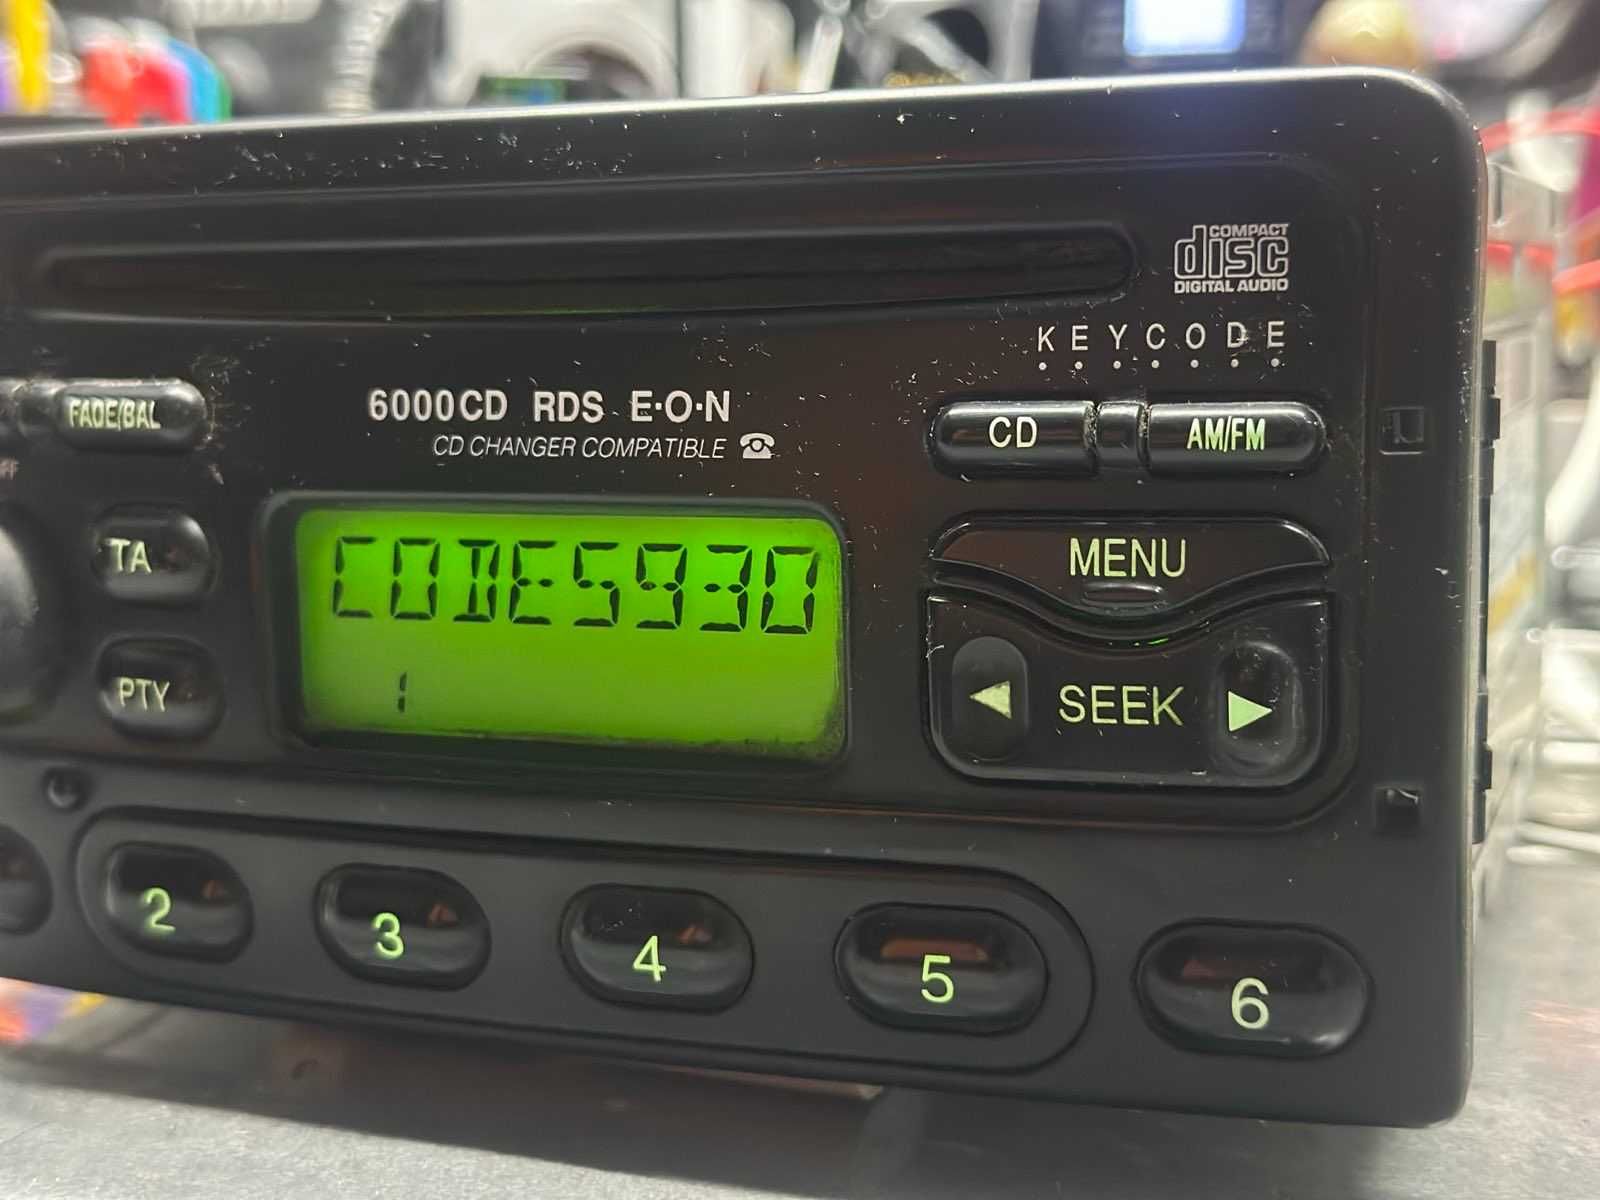 COMPACT
disc
DIGITAL AUDIO
KEYCODE
FADE/BAL
6000CD RDS E·O·N
CD CHANGER COMPATIBLE
CD
AM/FM
TA
CODE5930
MENU
PTY
1
SEEK
2
3
4
5
6